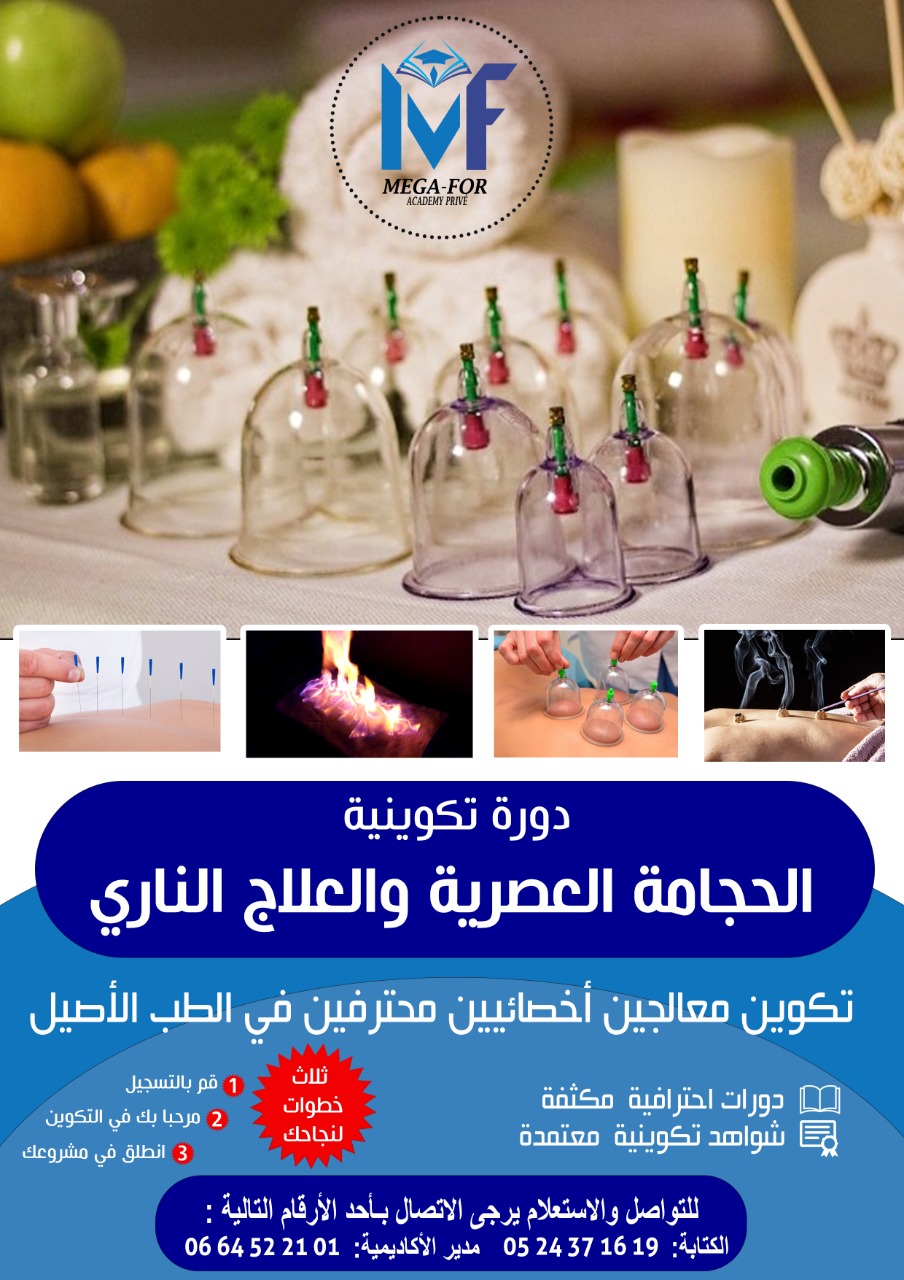 MF
MEGA-FOR
ACADEMY PRIVÉ
دورة تكوينية
الحجامة العصرية والعلاج الناري
تكوين معالجين أخصائيين محترفين في الطب الأصيل
دورات احترافية مكثفة
شواهد تكوينية معتمدة
ثلاث
خطوات
لنجاحك
1 قم بالتسجيل
2 مرحبا بك في التكوين
3 انطلق في مشروعك
للتواصل والاستعلام يرجى الاتصال بـأحد الأرقام التالية :
الكتابة: 05 24 37 16 19 مدير الأكاديمية: 06 64 52 21 01